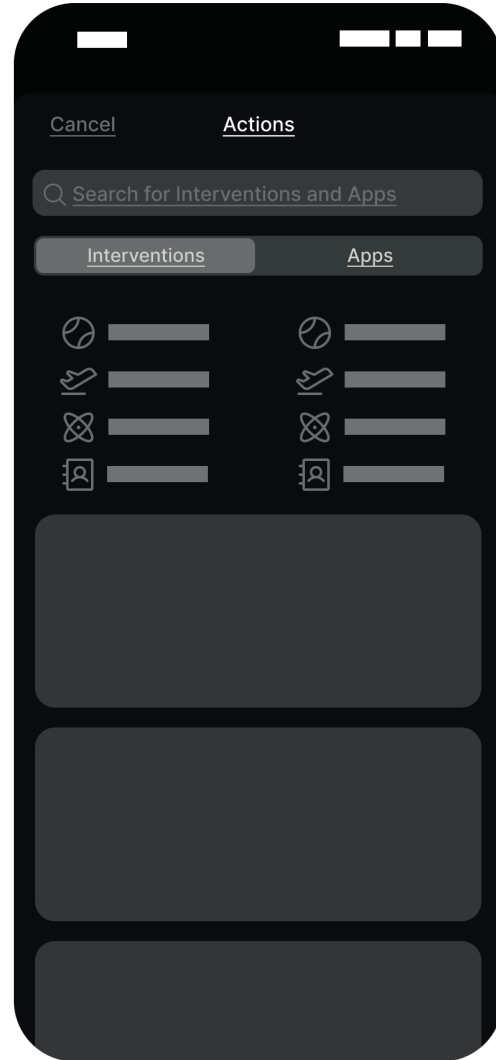 Cancel
Actions
Search for Interventions and Apps
Interventions
Apps